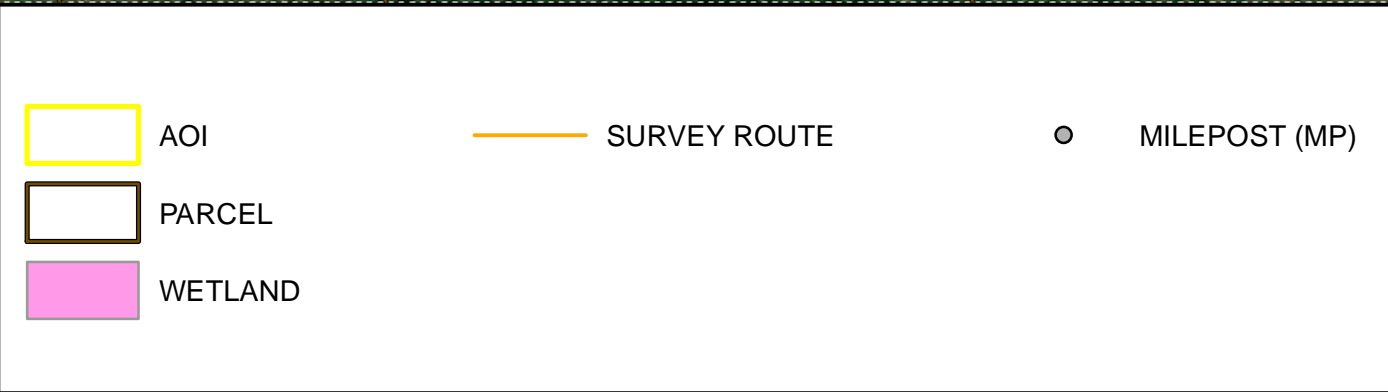 AOI
SURVEY ROUTE
MILEPOST (MP)
PARCEL
WETLAND